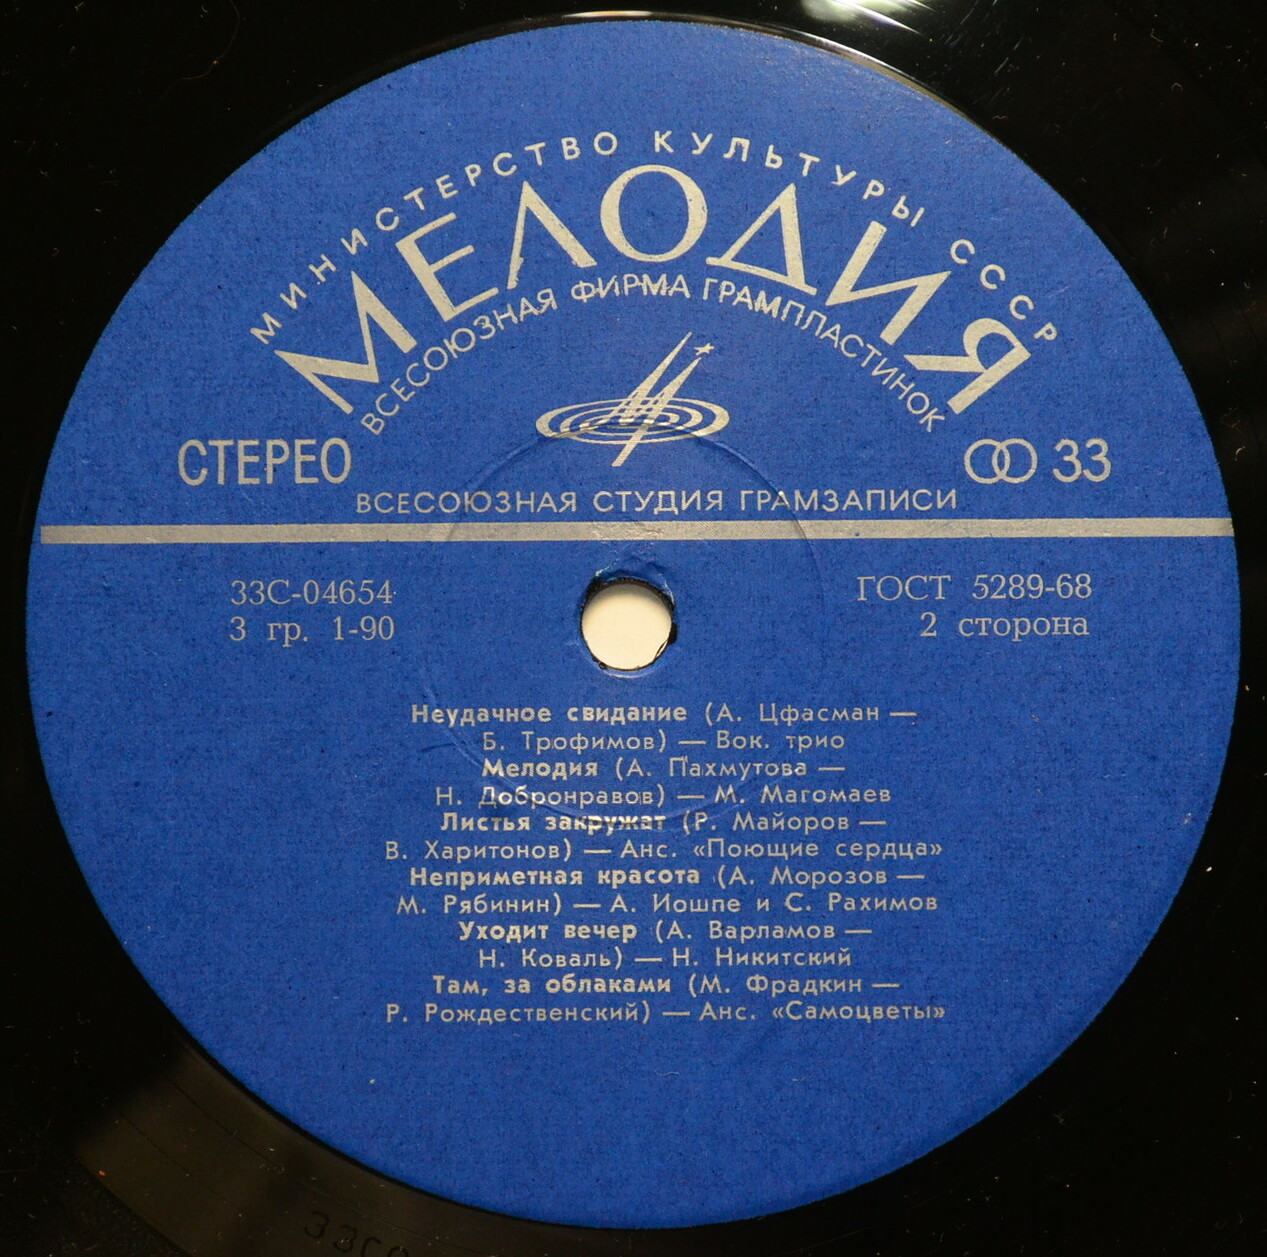 МИНИСТЕРСТВО КУЛЬТУРЫ СССР
МЕЛОДИЯ
ВСЕСОЮЗНАЯ ФИРМА ГРАМПЛАСТИНОК
СТЕРЕО
33
ВСЕСОЮЗНАЯ СТУДИЯ ГРАМЗАПИСИ
33С-04654
ГОСТ 5289-68
3 гр. 1-90
2 сторона
Неудачное свидание (А. Цфасман —
Б. Трофимов) — Вок. трио
Мелодия (А. Пахмутова —
Н. Добронравов) — М. Магомаев
Листья закружат (Р. Майоров —
В. Харитонов) — Анс. «Поющие сердца»
Неприметная красота (А. Морозов —
М. Рябинин) — А. Иошпе и С. Рахимов
Уходит вечер (А. Варламов —
Н. Коваль) — Н. Никитский
Там, за облаками (М. Фрадкин —
Р. Рождественский) — Анс. «Самоцветы»